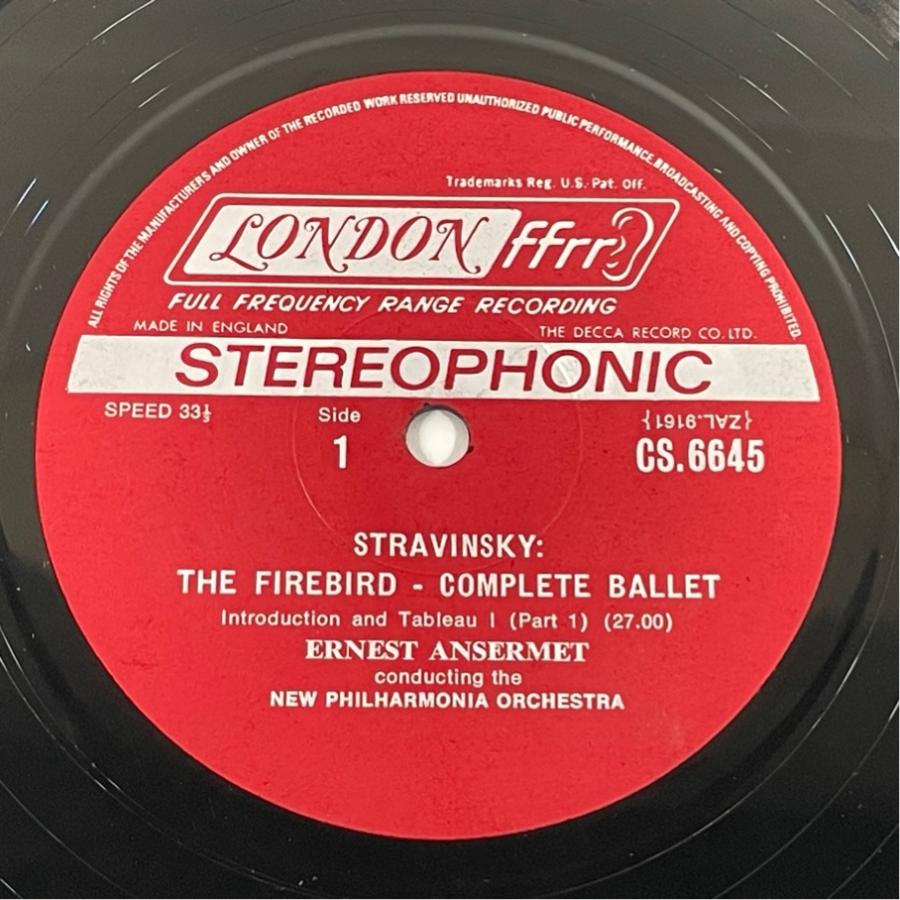 ALL RIGHTS OF THE MANUFACTURERS AND OWNER OF THE RECORDED WORK RESERVED UNAUTHORIZED PUBLIC PERFORMANCE, BROADCASTING AND COPYING PROHIBITED.
Trademarks Reg. U.S. Pat. Off.
LONDON ffrr
FULL FREQUENCY RANGE RECORDING
MADE IN ENGLAND THE DECCA RECORD CO. LTD.
STEREOPHONIC
SPEED 33⅓ Side {ZAL.9161}
1 CS.6645
STRAVINSKY:
THE FIREBIRD - COMPLETE BALLET
Introduction and Tableau I (Part 1) (27.00)
ERNEST ANSERMET
conducting the
NEW PHILHARMONIA ORCHESTRA